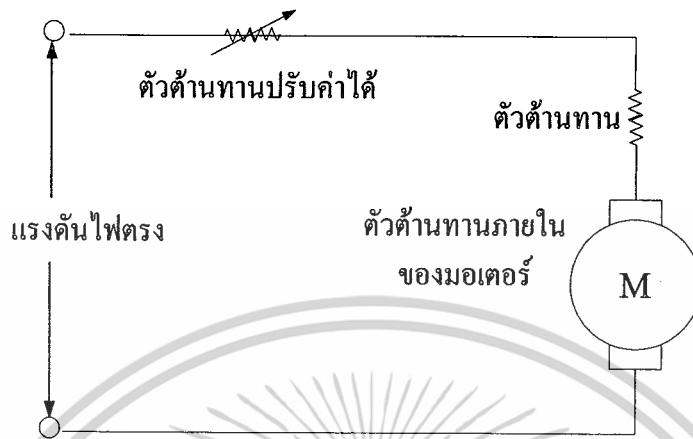 ตัวต้านทานปรับค่าได้
ตัวต้านทาน
แรงดันไฟตรง
ตัวต้านทานภายใน
ของมอเตอร์
M